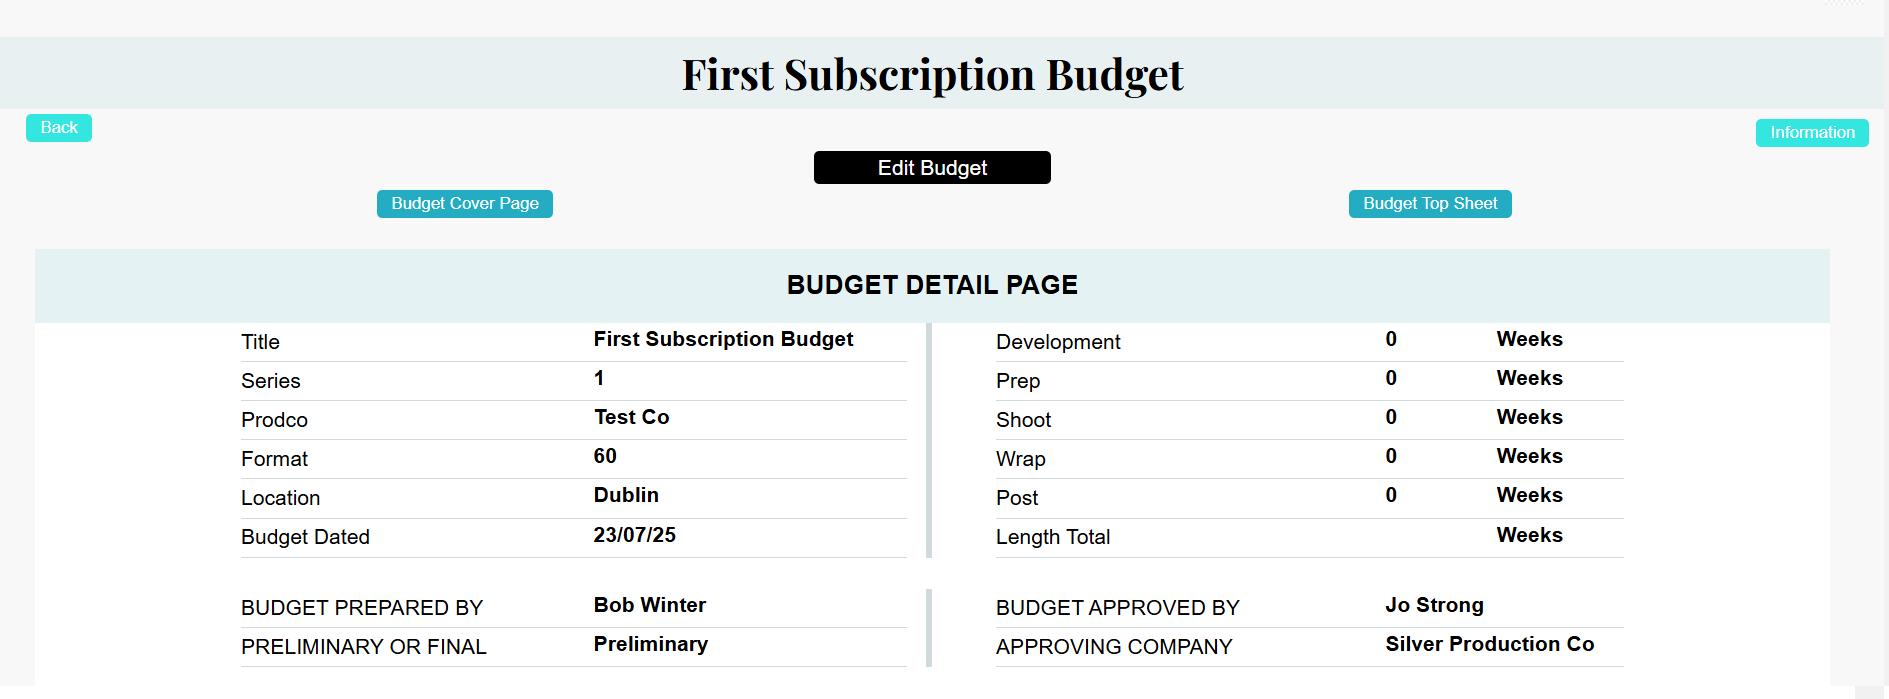 First Subscription Budget
Back
Information
Edit Budget
Budget Cover Page
Budget Top Sheet
BUDGET DETAIL PAGE
Title First Subscription Budget
Series 1
Prodco Test Co
Format 60
Location Dublin
Budget Dated 23/07/25
Development 0 Weeks
Prep 0 Weeks
Shoot 0 Weeks
Wrap 0 Weeks
Post 0 Weeks
Length Total Weeks
BUDGET PREPARED BY Bob Winter
PRELIMINARY OR FINAL Preliminary
BUDGET APPROVED BY Jo Strong
APPROVING COMPANY Silver Production Co